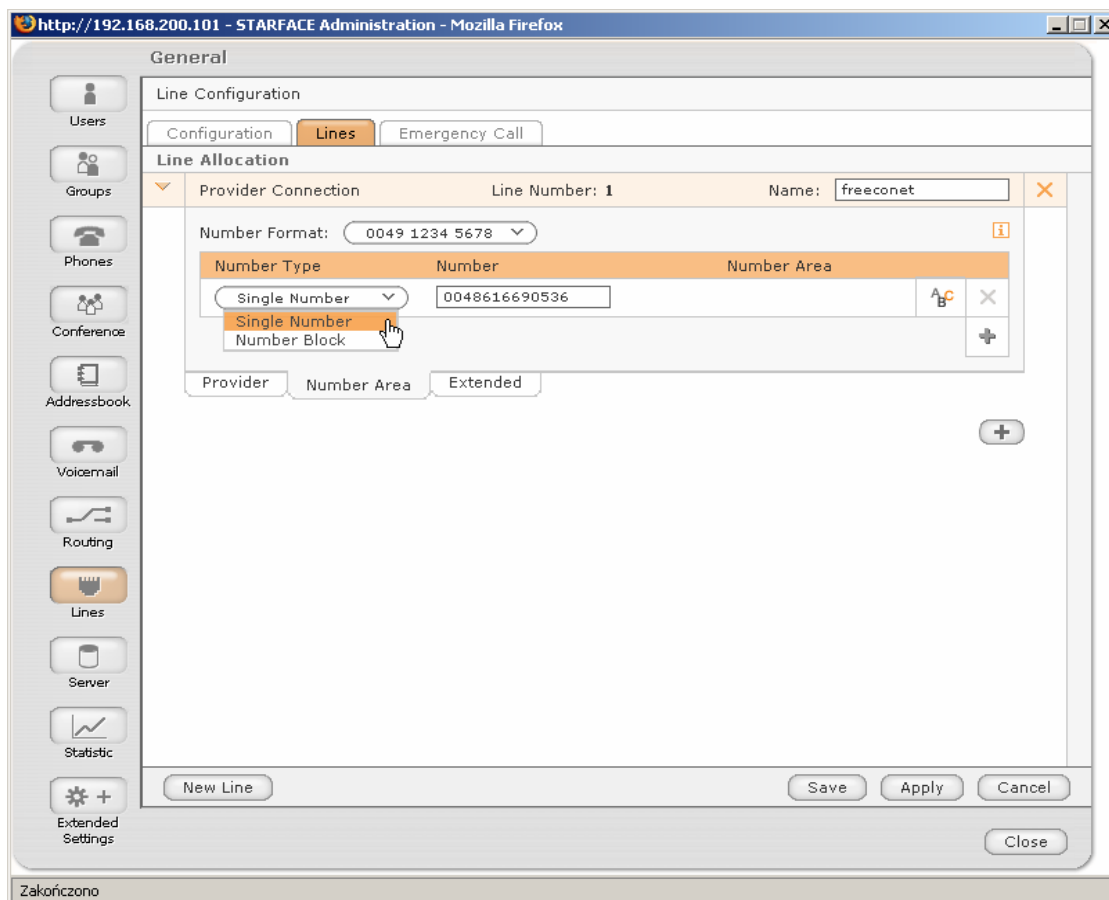 http://192.168.200.101 - STARFACE Administration - Mozilla Firefox
General
Line Configuration
Configuration
Lines
Emergency Call
Line Allocation
Provider Connection
Line Number: 1
Name: freeconet
Number Format: 0049 1234 5678
Number Type
Number
Number Area
Single Number
0048616690536
ABC
Single Number
Number Block
Provider
Number Area
Extended
Users
Groups
Phones
Conference
Addressbook
Voicemail
Routing
Lines
Server
Statistic
Extended
Settings
New Line
Save
Apply
Cancel
Close
Zakończono